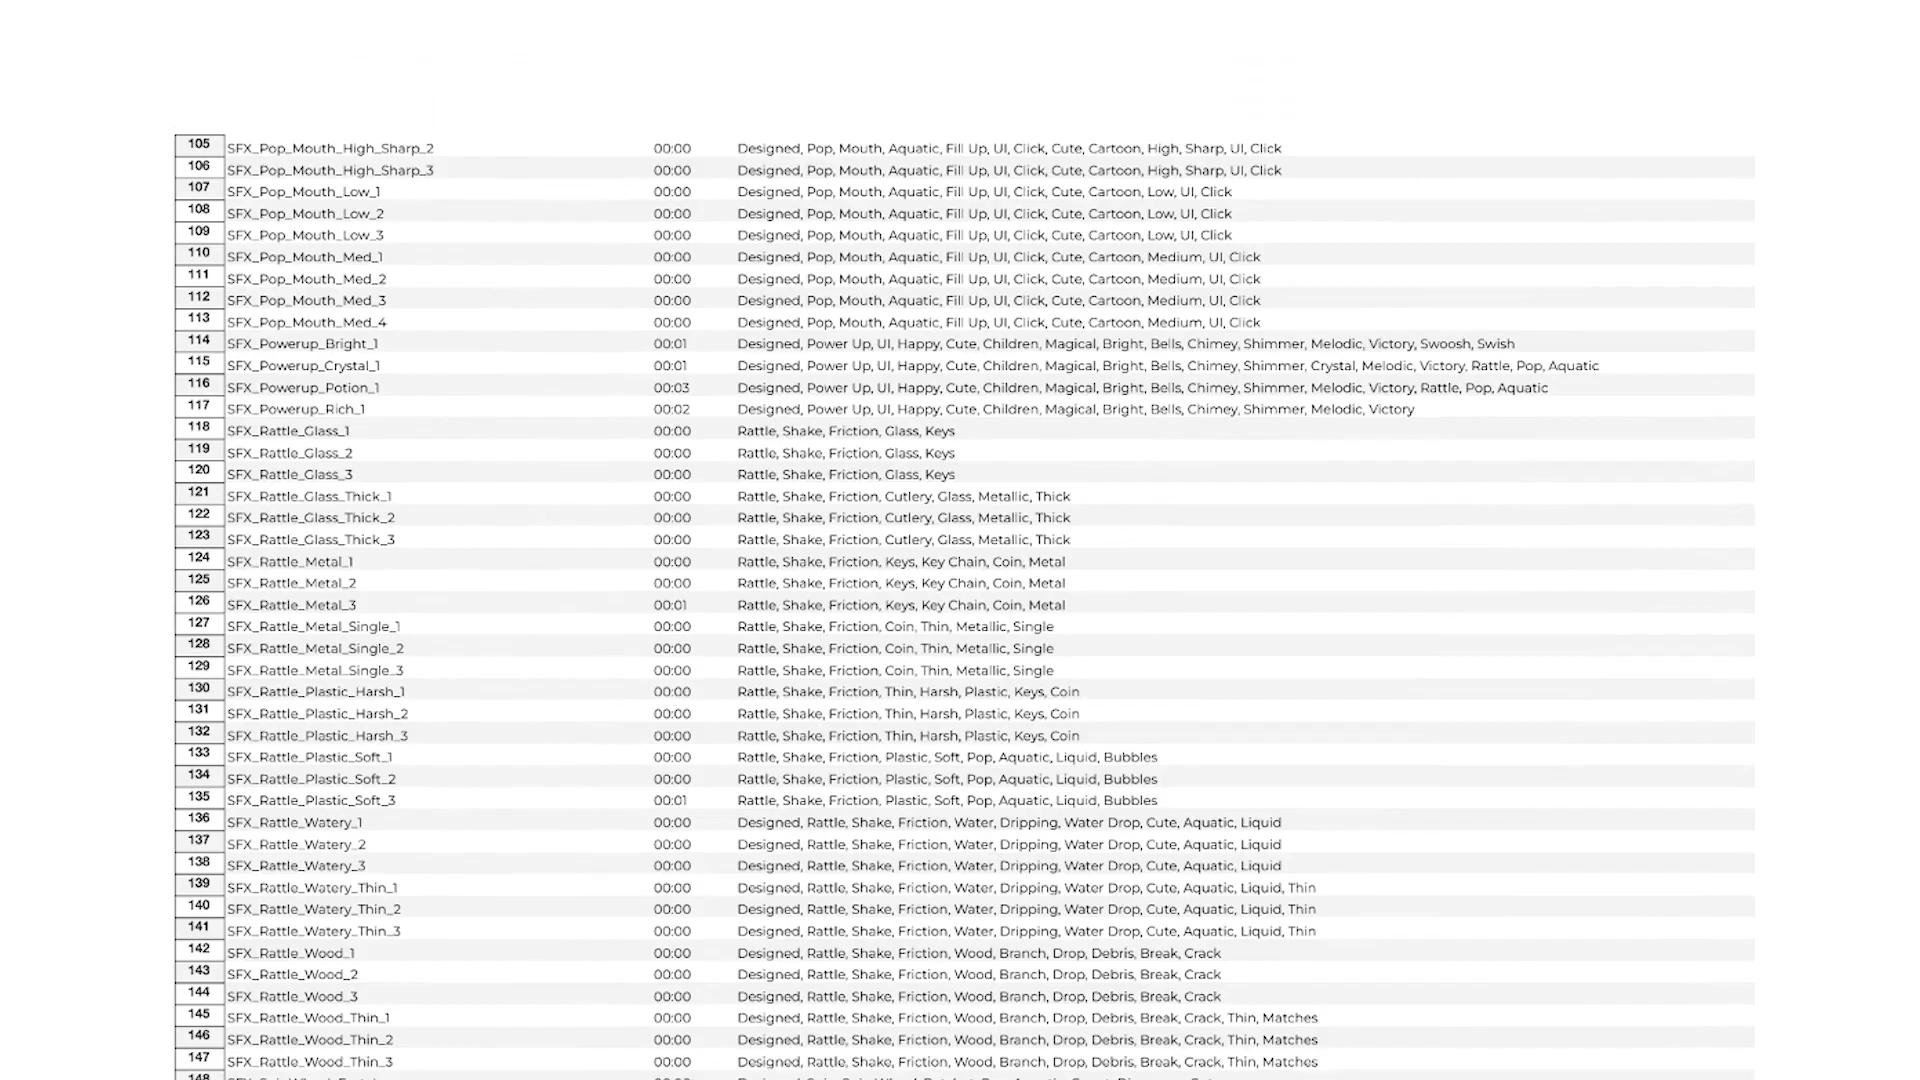 105 SFX_Pop_Mouth_High_Sharp_2 00:00 Designed, Pop, Mouth, Aquatic, Fill Up, UI, Click, Cute, Cartoon, High, Sharp, UI, Click
106 SFX_Pop_Mouth_High_Sharp_3 00:00 Designed, Pop, Mouth, Aquatic, Fill Up, UI, Click, Cute, Cartoon, High, Sharp, UI, Click
107 SFX_Pop_Mouth_Low_1 00:00 Designed, Pop, Mouth, Aquatic, Fill Up, UI, Click, Cute, Cartoon, Low, UI, Click
108 SFX_Pop_Mouth_Low_2 00:00 Designed, Pop, Mouth, Aquatic, Fill Up, UI, Click, Cute, Cartoon, Low, UI, Click
109 SFX_Pop_Mouth_Low_3 00:00 Designed, Pop, Mouth, Aquatic, Fill Up, UI, Click, Cute, Cartoon, Low, UI, Click
110 SFX_Pop_Mouth_Med_1 00:00 Designed, Pop, Mouth, Aquatic, Fill Up, UI, Click, Cute, Cartoon, Medium, UI, Click
111 SFX_Pop_Mouth_Med_2 00:00 Designed, Pop, Mouth, Aquatic, Fill Up, UI, Click, Cute, Cartoon, Medium, UI, Click
112 SFX_Pop_Mouth_Med_3 00:00 Designed, Pop, Mouth, Aquatic, Fill Up, UI, Click, Cute, Cartoon, Medium, UI, Click
113 SFX_Pop_Mouth_Med_4 00:00 Designed, Pop, Mouth, Aquatic, Fill Up, UI, Click, Cute, Cartoon, Medium, UI, Click
114 SFX_Powerup_Bright_1 00:01 Designed, Power Up, UI, Happy, Cute, Children, Magical, Bright, Bells, Chimey, Shimmer, Melodic, Victory, Swoosh, Swish
115 SFX_Powerup_Crystal_1 00:01 Designed, Power Up, UI, Happy, Cute, Children, Magical, Bright, Bells, Chimey, Shimmer, Crystal, Melodic, Victory, Rattle, Pop, Aquatic
116 SFX_Powerup_Potion_1 00:03 Designed, Power Up, UI, Happy, Cute, Children, Magical, Bright, Bells, Chimey, Shimmer, Melodic, Victory, Rattle, Pop, Aquatic
117 SFX_Powerup_Rich_1 00:02 Designed, Power Up, UI, Happy, Cute, Children, Magical, Bright, Bells, Chimey, Shimmer, Melodic, Victory
118 SFX_Rattle_Glass_1 00:00 Rattle, Shake, Friction, Glass, Keys
119 SFX_Rattle_Glass_2 00:00 Rattle, Shake, Friction, Glass, Keys
120 SFX_Rattle_Glass_3 00:00 Rattle, Shake, Friction, Glass, Keys
121 SFX_Rattle_Glass_Thick_1 00:00 Rattle, Shake, Friction, Cutlery, Glass, Metallic, Thick
122 SFX_Rattle_Glass_Thick_2 00:00 Rattle, Shake, Friction, Cutlery, Glass, Metallic, Thick
123 SFX_Rattle_Glass_Thick_3 00:00 Rattle, Shake, Friction, Cutlery, Glass, Metallic, Thick
124 SFX_Rattle_Metal_1 00:00 Rattle, Shake, Friction, Keys, Key Chain, Coin, Metal
125 SFX_Rattle_Metal_2 00:00 Rattle, Shake, Friction, Keys, Key Chain, Coin, Metal
126 SFX_Rattle_Metal_3 00:01 Rattle, Shake, Friction, Keys, Key Chain, Coin, Metal
127 SFX_Rattle_Metal_Single_1 00:00 Rattle, Shake, Friction, Coin, Thin, Metallic, Single
128 SFX_Rattle_Metal_Single_2 00:00 Rattle, Shake, Friction, Coin, Thin, Metallic, Single
129 SFX_Rattle_Metal_Single_3 00:00 Rattle, Shake, Friction, Coin, Thin, Metallic, Single
130 SFX_Rattle_Plastic_Harsh_1 00:00 Rattle, Shake, Friction, Thin, Harsh, Plastic, Keys, Coin
131 SFX_Rattle_Plastic_Harsh_2 00:00 Rattle, Shake, Friction, Thin, Harsh, Plastic, Keys, Coin
132 SFX_Rattle_Plastic_Harsh_3 00:00 Rattle, Shake, Friction, Thin, Harsh, Plastic, Keys, Coin
133 SFX_Rattle_Plastic_Soft_1 00:00 Rattle, Shake, Friction, Plastic, Soft, Pop, Aquatic, Liquid, Bubbles
134 SFX_Rattle_Plastic_Soft_2 00:00 Rattle, Shake, Friction, Plastic, Soft, Pop, Aquatic, Liquid, Bubbles
135 SFX_Rattle_Plastic_Soft_3 00:01 Rattle, Shake, Friction, Plastic, Soft, Pop, Aquatic, Liquid, Bubbles
136 SFX_Rattle_Watery_1 00:00 Designed, Rattle, Shake, Friction, Water, Dripping, Water Drop, Cute, Aquatic, Liquid
137 SFX_Rattle_Watery_2 00:00 Designed, Rattle, Shake, Friction, Water, Dripping, Water Drop, Cute, Aquatic, Liquid
138 SFX_Rattle_Watery_3 00:00 Designed, Rattle, Shake, Friction, Water, Dripping, Water Drop, Cute, Aquatic, Liquid
139 SFX_Rattle_Watery_Thin_1 00:00 Designed, Rattle, Shake, Friction, Water, Dripping, Water Drop, Cute, Aquatic, Liquid, Thin
140 SFX_Rattle_Watery_Thin_2 00:00 Designed, Rattle, Shake, Friction, Water, Dripping, Water Drop, Cute, Aquatic, Liquid, Thin
141 SFX_Rattle_Watery_Thin_3 00:00 Designed, Rattle, Shake, Friction, Water, Dripping, Water Drop, Cute, Aquatic, Liquid, Thin
142 SFX_Rattle_Wood_1 00:00 Designed, Rattle, Shake, Friction, Wood, Branch, Drop, Debris, Break, Crack
143 SFX_Rattle_Wood_2 00:00 Designed, Rattle, Shake, Friction, Wood, Branch, Drop, Debris, Break, Crack
144 SFX_Rattle_Wood_3 00:00 Designed, Rattle, Shake, Friction, Wood, Branch, Drop, Debris, Break, Crack
145 SFX_Rattle_Wood_Thin_1 00:00 Designed, Rattle, Shake, Friction, Wood, Branch, Drop, Debris, Break, Crack, Thin, Matches
146 SFX_Rattle_Wood_Thin_2 00:00 Designed, Rattle, Shake, Friction, Wood, Branch, Drop, Debris, Break, Crack, Thin, Matches
147 SFX_Rattle_Wood_Thin_3 00:00 Designed, Rattle, Shake, Friction, Wood, Branch, Drop, Debris, Break, Crack, Thin, Matches
148